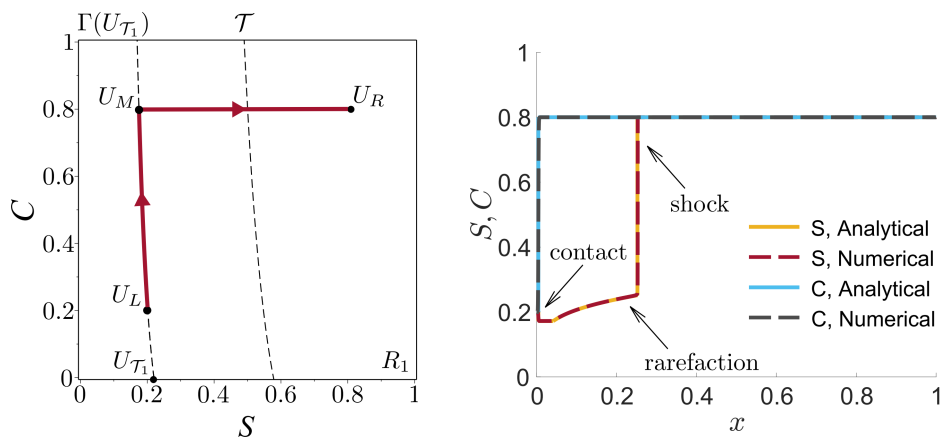 Γ(U_{𝒯₁}) 𝒯
1
0.8
0.6
0.4
0.2
0
C
U_M
U_R
U_L
U_{𝒯₁}
R₁
0 0.2 0.4 0.6 0.8 1
S
1
0.8
0.6
0.4
0.2
0
S, C
shock
contact
rarefaction
S, Analytical
S, Numerical
C, Analytical
C, Numerical
0 0.2 0.4 0.6 0.8 1
x